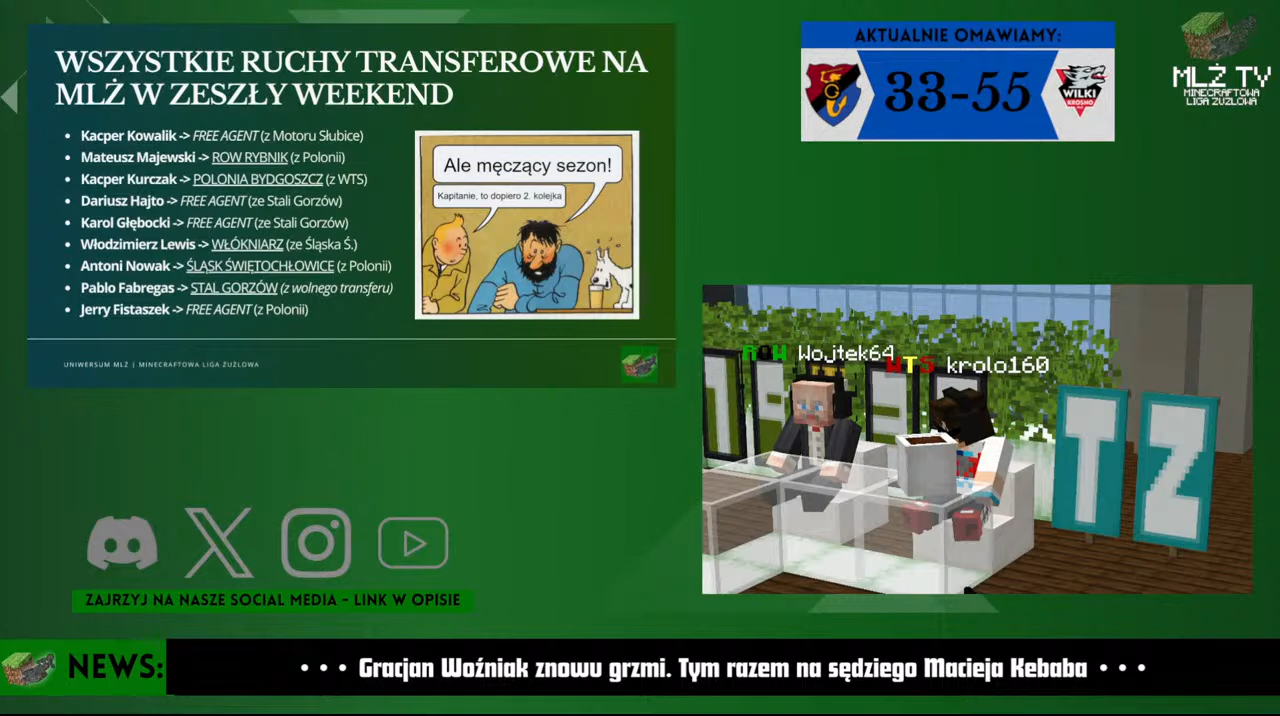 WSZYSTKIE RUCHY TRANSFEROWE NA
MLŻ W ZESZŁY WEEKEND
• Kacper Kowalik -> FREE AGENT (z Motoru Słubice)
• Mateusz Majewski -> ROW RYBNIK (z Polonii)
• Kacper Kurczak -> POLONIA BYDGOSZCZ (z WTS)
• Dariusz Hajto -> FREE AGENT (ze Stali Gorzów)
• Karol Głębocki -> FREE AGENT (ze Stali Gorzów)
• Włodzimierz Lewis -> WŁÓKNIARZ (ze Śląska Ś.)
• Antoni Nowak -> ŚLĄSK ŚWIĘTOCHŁOWICE (z Polonii)
• Pablo Fabregas -> STAL GORZÓW (z wolnego transferu)
• Jerry Fistaszek -> FREE AGENT (z Polonii)
Ale męczący sezon!
Kapitanie, to dopiero 2. kolejka
UNIWERSUM MLŻ | MINECRAFTOWA LIGA ŻUŻLOWA
AKTUALNIE OMAWIAMY:
33-55
WILKI
KROSNO
MLŻ TV
MINECRAFTOWA
LIGA ŻUŻLOWA
ROW Wojtek64
WTS krolo160
T Z
ZAJRZYJ NA NASZE SOCIAL MEDIA - LINK W OPISIE
NEWS:
• • • Gracjan Woźniak znowu grzmi. Tym razem na sędziego Macieja Kebaba • • •